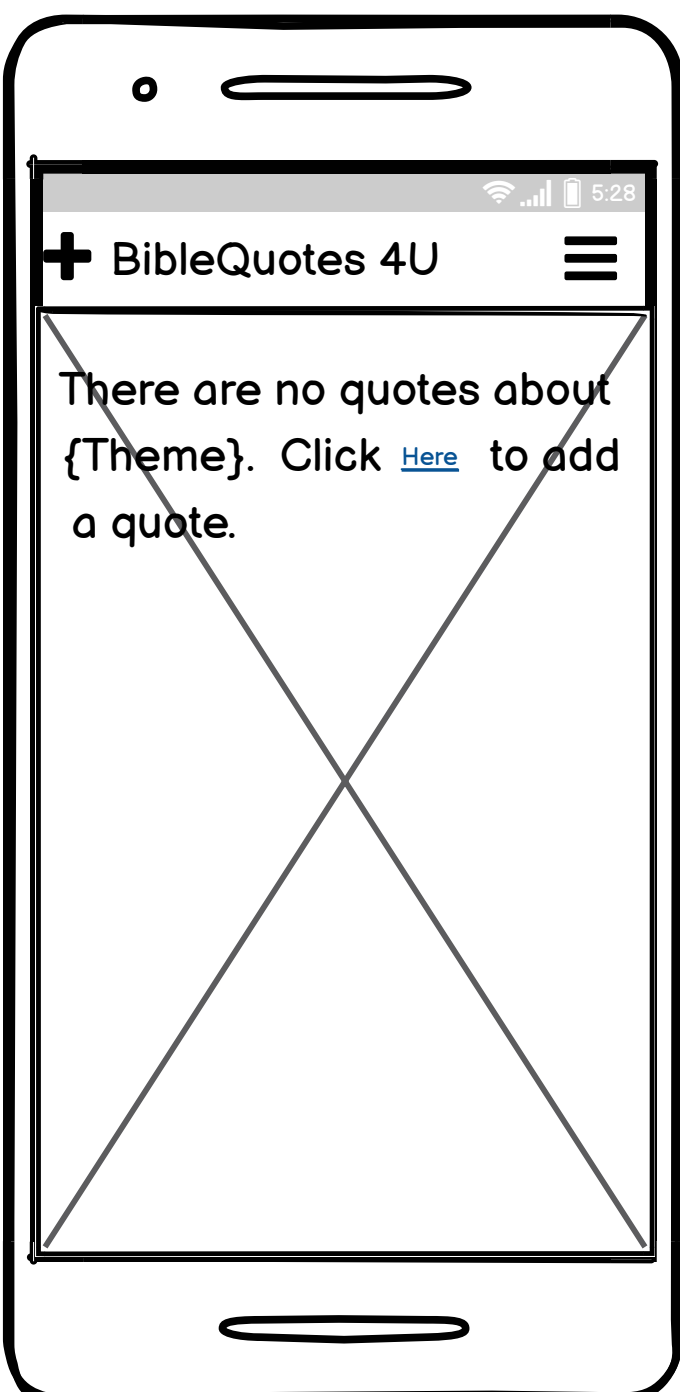 5:28
BibleQuotes 4U
There are no quotes about
{Theme}. Click Here to add
a quote.